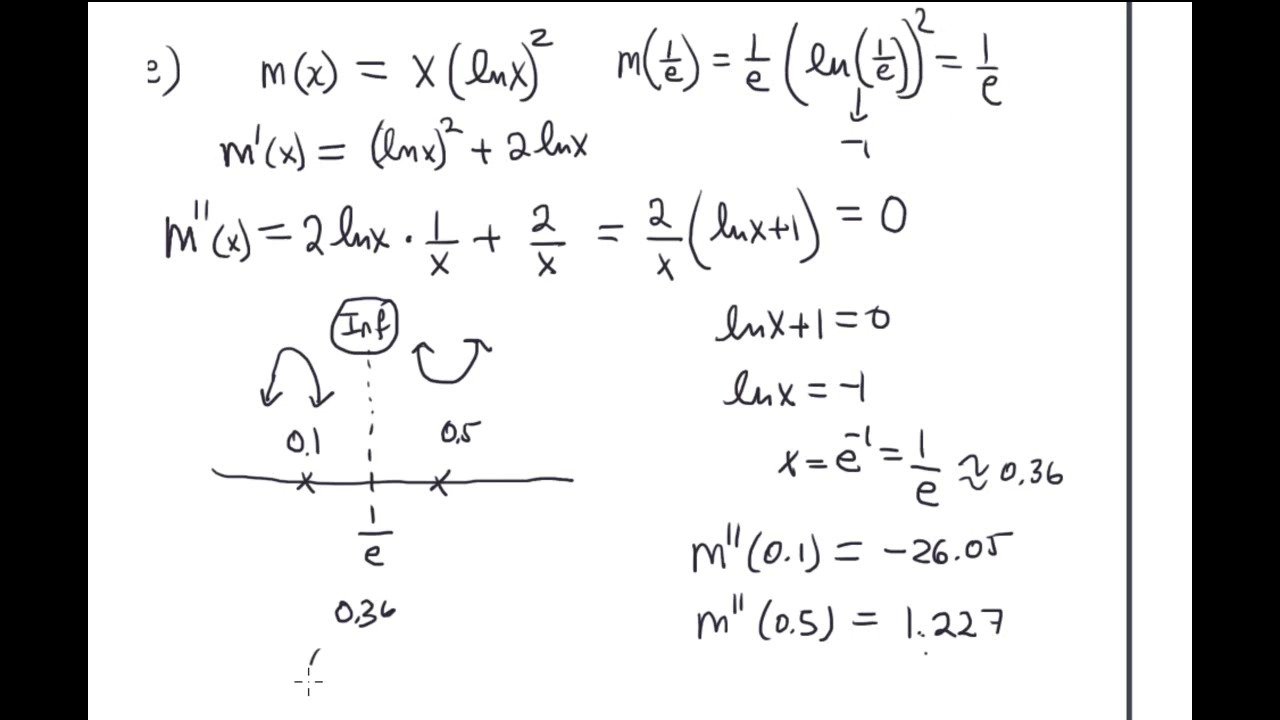 e) m(x) = x(lnx)² m(1/e) = 1/e (ln(1/e))² = 1/e
↓
-1
m'(x) = (lnx)² + 2lnx
m''(x) = 2lnx · 1/x + 2/x = 2/x (lnx+1) = 0
Inf
lnx+1 = 0
lnx = -1
0.1 0.5
x = e⁻¹ = 1/e ≈ 0.36
1/e
m''(0.1) = -26.05
0.36
m''(0.5) = 1.227
(